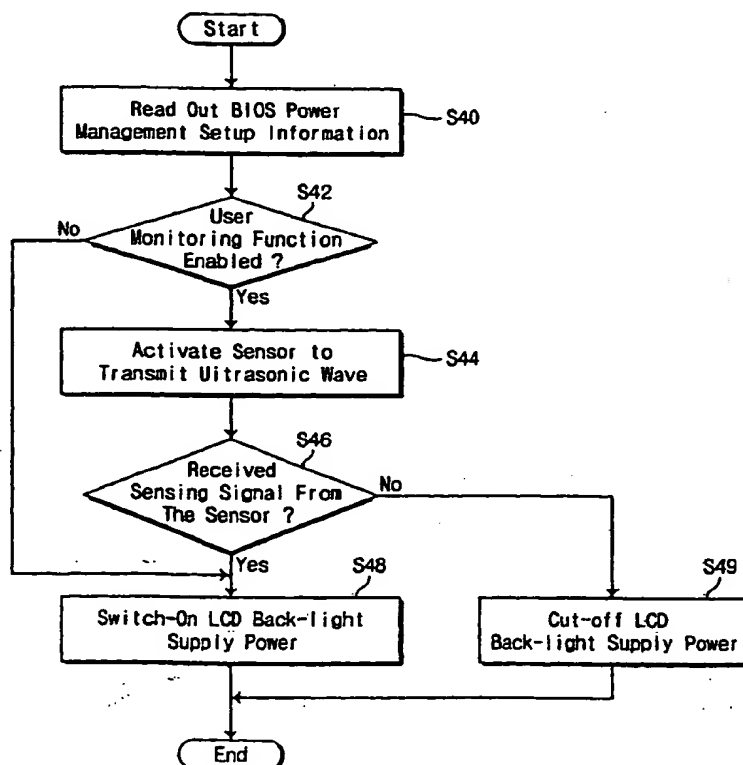 Start
Read Out BIOS Power
Management Setup Information
S40
S42
User
Monitoring Function
Enabled ?
No
Yes
Activate Sensor to
Transmit Uitrasonic Wave
S44
S46
Received
Sensing Signal From
The Sensor ?
No
Yes
S48
Switch-On LCD Back-light
Supply Power
S49
Cut-off LCD
Back-light Supply Power
End